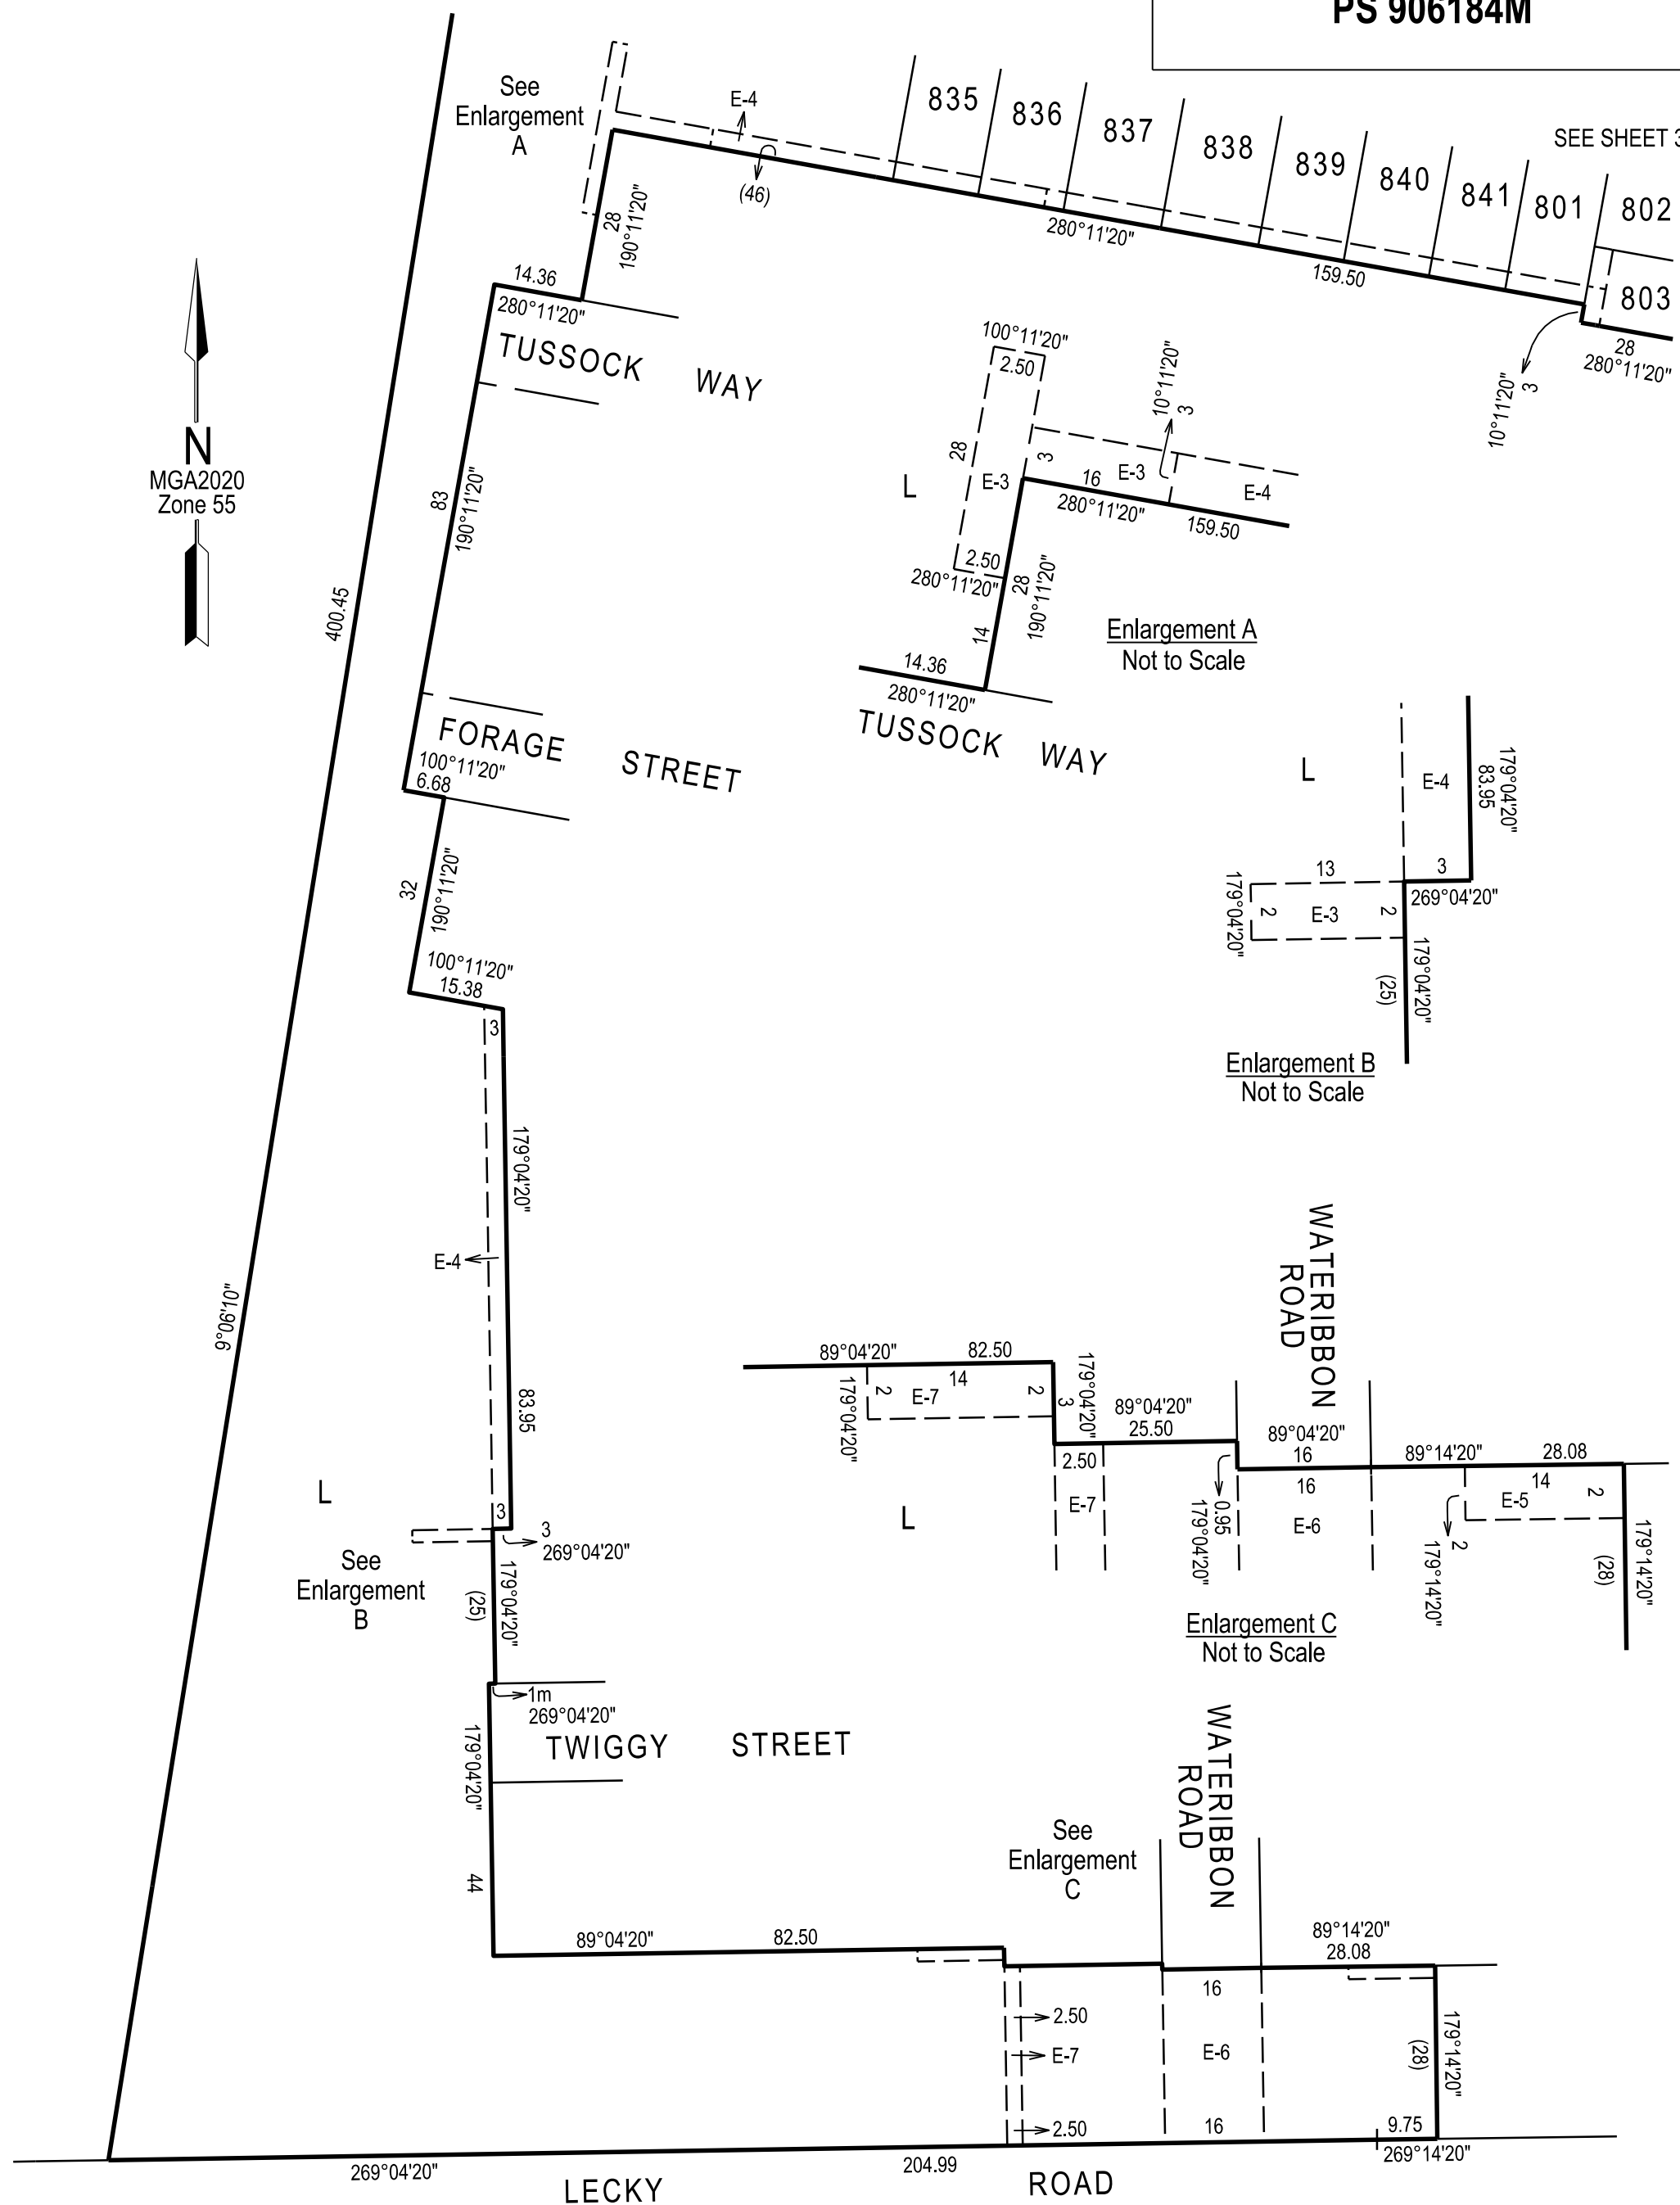 PS 906184M
See
Enlargement
A
E-4
(46)
835
836
837
838
839
840
841
801
802
803
SEE SHEET 3
28
190°11'20"
280°11'20"
159.50
14.36
280°11'20"
TUSSOCK WAY
28
280°11'20"
10°11'20"
3
N
MGA2020
Zone 55
83
190°11'20"
400.45
9°09'10"
100°11'20"
2.50
28
E-3
L
3
16
E-3
10°11'20"
3
E-4
280°11'20"
159.50
2.50
280°11'20"
28
190°11'20"
14
14.36
280°11'20"
TUSSOCK WAY
Enlargement A
Not to Scale
FORAGE STREET
100°11'20"
6.68
32
190°11'20"
100°11'20"
15.38
3
L
E-4
179°04'20"
83.95
13
3
269°04'20"
179°04'20"
2
E-3
2
179°04'20"
(25)
Enlargement B
Not to Scale
179°04'20"
E-4
83.95
L
3
3
269°04'20"
See
Enlargement
B
(25)
179°04'20"
1m
269°04'20"
TWIGGY STREET
179°04'20"
44
WATERIBBON
ROAD
89°04'20"
82.50
179°04'20"
2
E-7
14
2
3
179°04'20"
89°04'20"
25.50
2.50
E-7
L
0.95
179°04'20"
89°04'20"
16
16
E-6
89°14'20"
28.08
14
E-5
2
2
179°14'20"
(28)
179°14'20"
Enlargement C
Not to Scale
WATERIBBON
ROAD
See
Enlargement
C
89°04'20"
82.50
89°14'20"
28.08
16
2.50
E-7
E-6
2.50
16
(28)
179°14'20"
9.75
269°14'20"
269°04'20"
204.99
LECKY ROAD